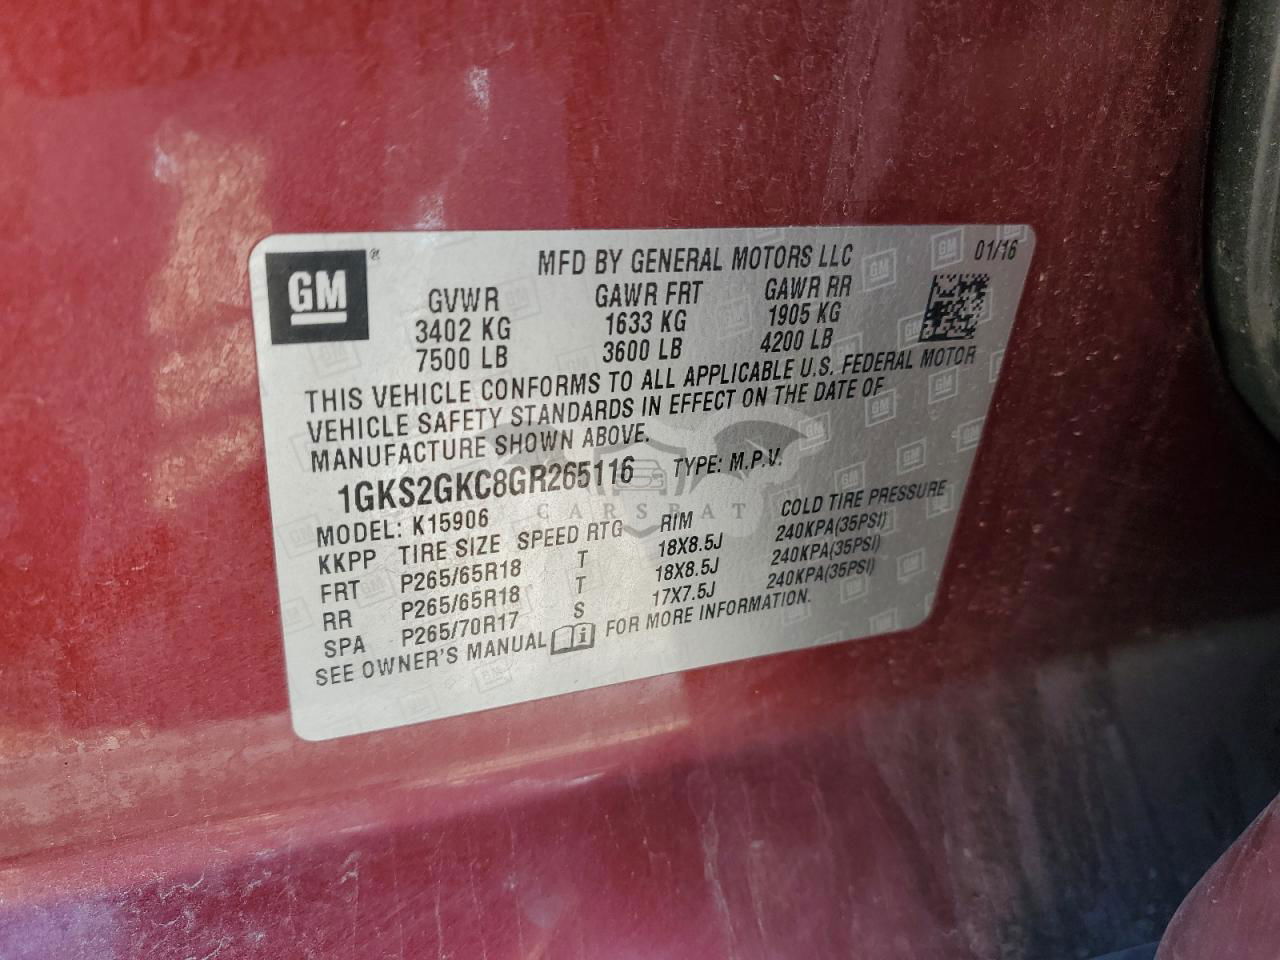 GM ®
MFD BY GENERAL MOTORS LLC
01/16
GVWR GAWR FRT GAWR RR
3402 KG 1633 KG 1905 KG
7500 LB 3600 LB 4200 LB
THIS VEHICLE CONFORMS TO ALL APPLICABLE U.S. FEDERAL MOTOR
VEHICLE SAFETY STANDARDS IN EFFECT ON THE DATE OF
MANUFACTURE SHOWN ABOVE.
1GKS2GKC8GR265116 TYPE: M.P.V.
CARSBAT
MODEL: K15906
KKPP TIRE SIZE SPEED RTG RIM COLD TIRE PRESSURE
FRT P265/65R18 T 18X8.5J 240KPA(35PSI)
RR P265/65R18 T 18X8.5J 240KPA(35PSI)
SPA P265/70R17 S 17X7.5J 240KPA(35PSI)
SEE OWNER'S MANUAL i FOR MORE INFORMATION.